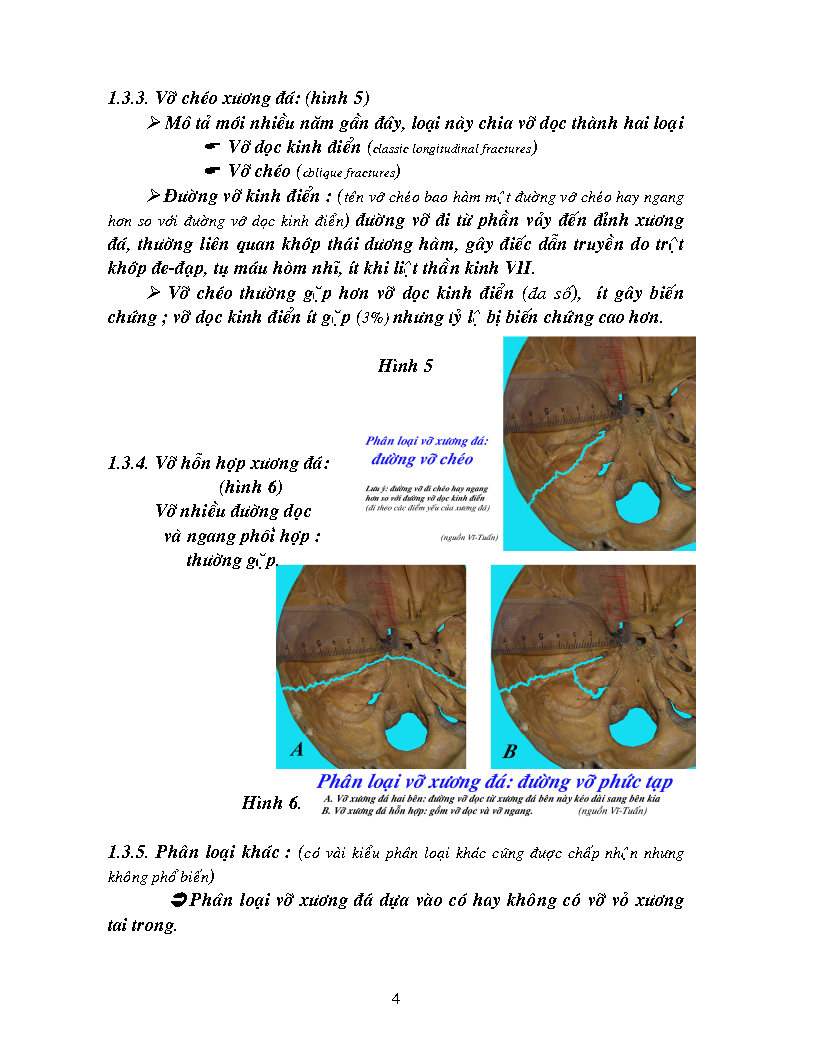 1.3.3. Vỡ chéo xương đá: (hình 5)
➢ Mô tả mới nhiều năm gần đây, loại này chia vỡ dọc thành hai loại
☛ Vỡ dọc kinh điển (classic longitudinal fractures)
☛ Vỡ chéo (oblique fractures)
➢ Đường vỡ kinh điển : (tên vỡ chéo bao hàm một đường vỡ chéo hay ngang
hơn so với đường vỡ dọc kinh điển) đường vỡ đi từ phần vảy đến đỉnh xương
đá, thường liên quan khớp thái dương hàm, gây điếc dẫn truyền do trật
khớp đe-đạp, tụ máu hòm nhĩ, ít khi liệt thần kinh VII.
➢ Vỡ chéo thường gặp hơn vỡ dọc kinh điển (đa số), ít gây biến
chứng ; vỡ dọc kinh điển ít gặp (3%) nhưng tỷ lệ bị biến chứng cao hơn.
Hình 5
Phân loại vỡ xương đá:
đường vỡ chéo
Lưu ý: đường vỡ đi chéo hay ngang
hơn so với đường vỡ dọc kinh điển
(đi theo các điểm yếu của xương đá)
(nguồn Vĩ-Tuấn)
1.3.4. Vỡ hỗn hợp xương đá:
(hình 6)
Vỡ nhiều đường dọc
và ngang phối hợp :
thường gặp.
A
B
Phân loại vỡ xương đá: đường vỡ phức tạp
A. Vỡ xương đá hai bên: đường vỡ dọc từ xương đá bên này kéo dài sang bên kia
B. Vỡ xương đá hỗn hợp: gồm vỡ dọc và vỡ ngang. (nguồn Vĩ-Tuấn)
Hình 6.
1.3.5. Phân loại khác : (có vài kiểu phân loại khác cũng được chấp nhận nhưng
không phổ biến)
➲ Phân loại vỡ xương đá dựa vào có hay không có vỡ vỏ xương
tai trong.
4